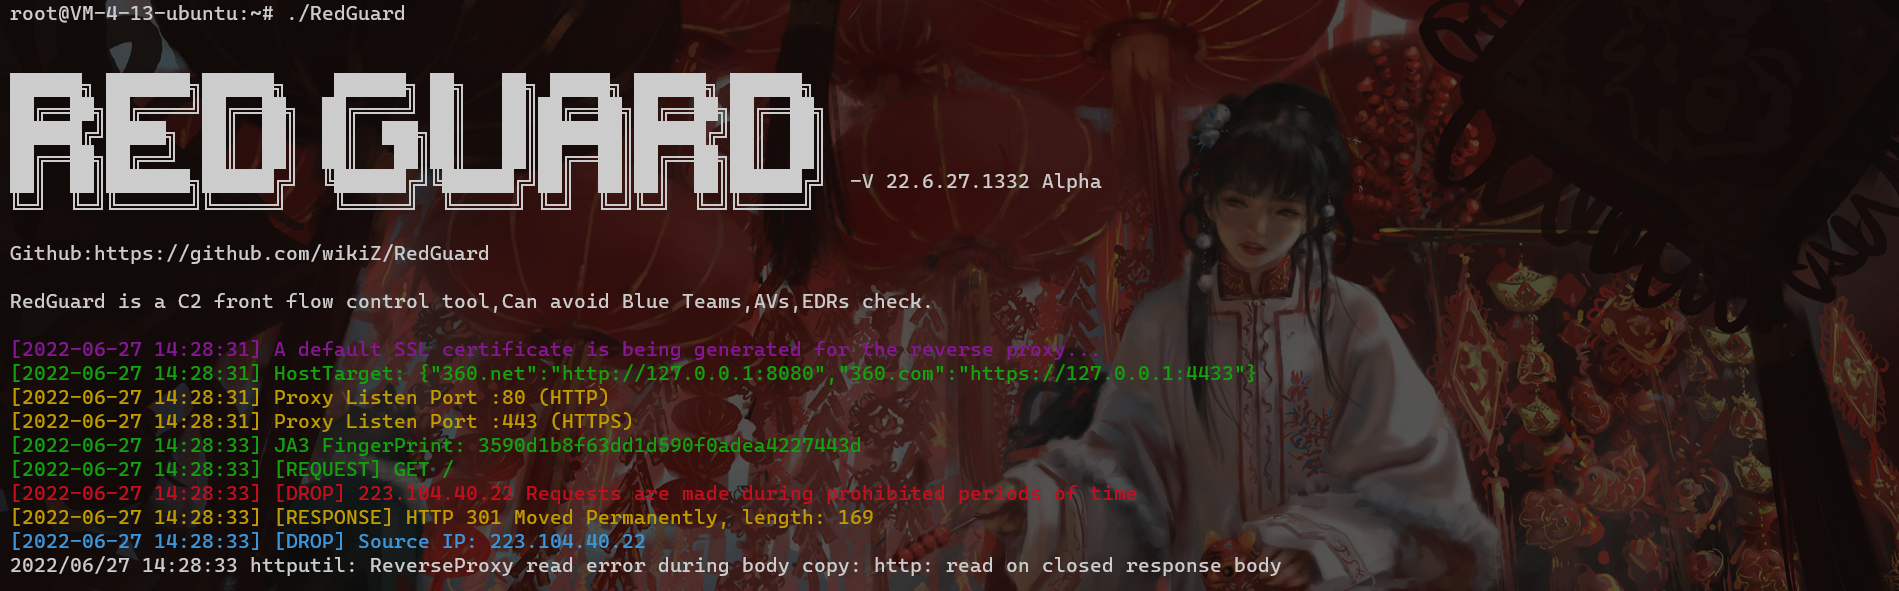 root@VM-4-13-ubuntu:~# ./RedGuard
RED GUARD
-V 22.6.27.1332 Alpha
Github:https://github.com/wikiZ/RedGuard
RedGuard is a C2 front flow control tool,Can avoid Blue Teams,AVs,EDRs check.
[2022-06-27 14:28:31] A default SSL certificate is being generated for the reverse proxy...
[2022-06-27 14:28:31] HostTarget: {"360.net":"http://127.0.0.1:8080","360.com":"https://127.0.0.1:4433"}
[2022-06-27 14:28:31] Proxy Listen Port :80 (HTTP)
[2022-06-27 14:28:31] Proxy Listen Port :443 (HTTPS)
[2022-06-27 14:28:33] JA3 FingerPrint: 3590d1b8f63dd1d590f0adea4227443d
[2022-06-27 14:28:33] [REQUEST] GET /
[2022-06-27 14:28:33] [DROP] 223.104.40.22 Requests are made during prohibited periods of time
[2022-06-27 14:28:33] [RESPONSE] HTTP 301 Moved Permanently, length: 169
[2022-06-27 14:28:33] [DROP] Source IP: 223.104.40.22
2022/06/27 14:28:33 httputil: ReverseProxy read error during body copy: http: read on closed response body